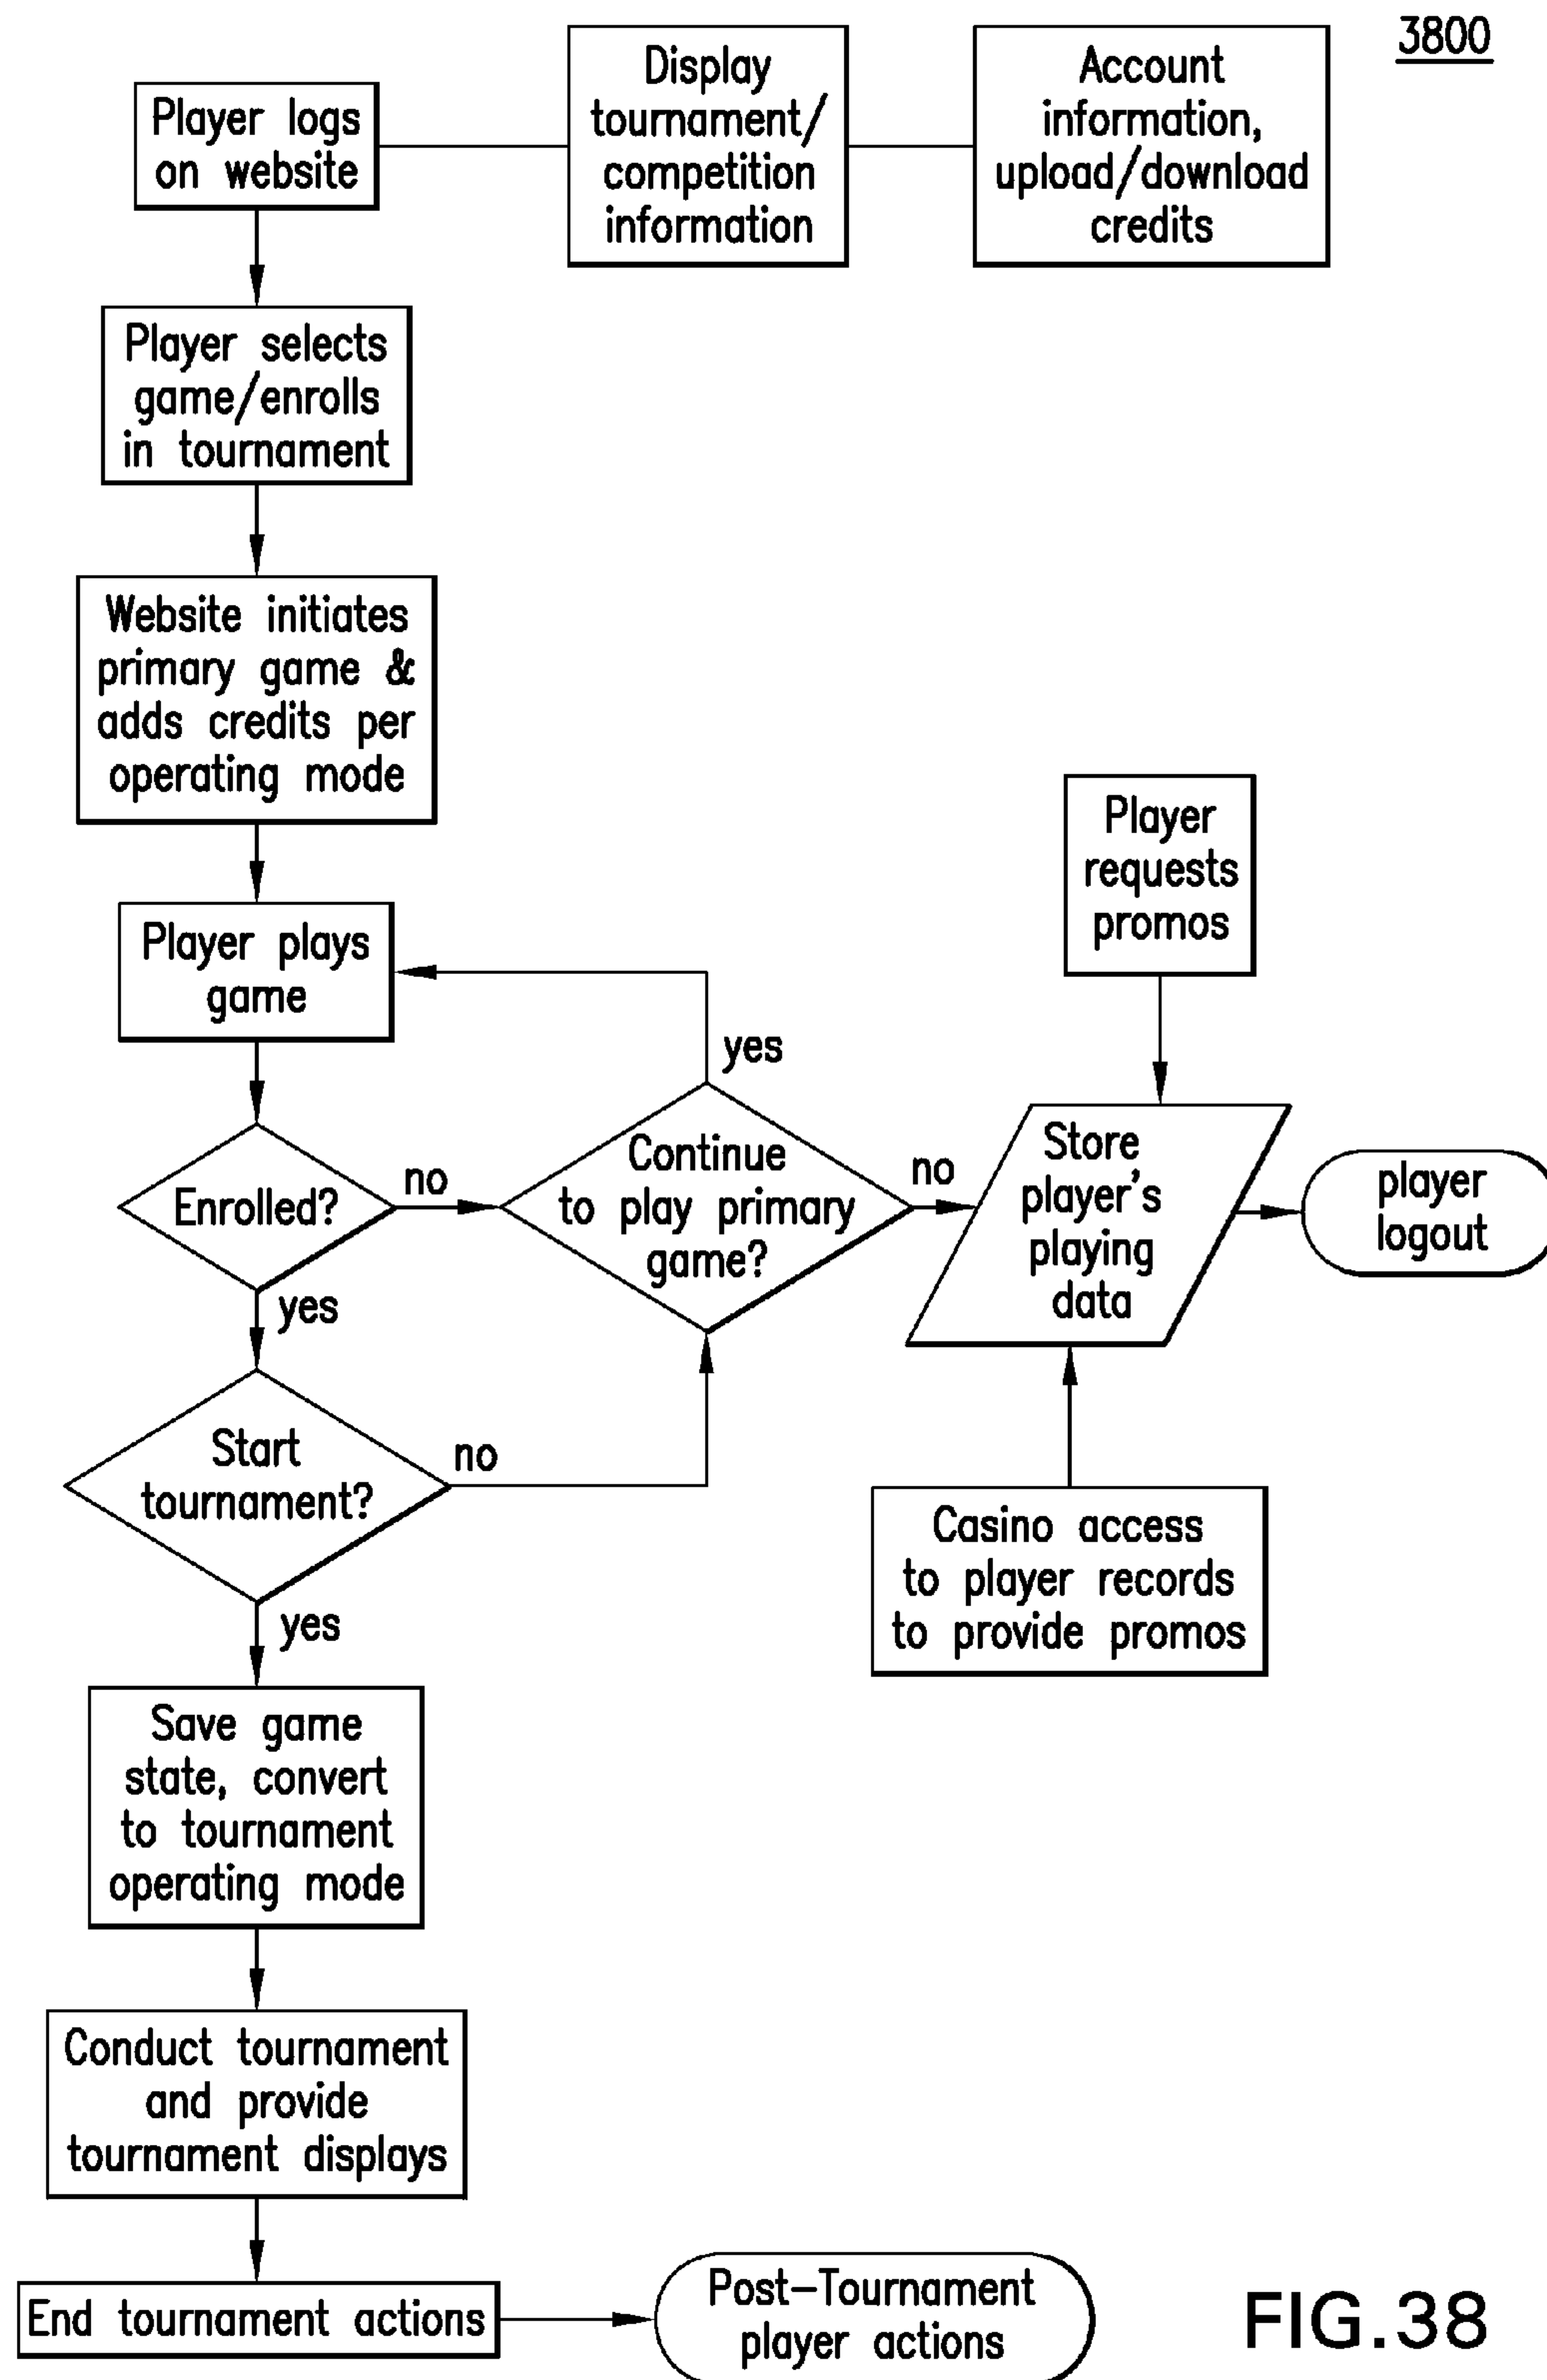 3800
Player logs
on website
Display
tournament/
competition
information
Account
information,
upload/download
credits
Player selects
game/enrolls
in tournament
Website initiates
primary game &
adds credits per
operating mode
Player plays
game
Player
requests
promos
yes
Enrolled?
no
Continue
to play primary
game?
no
Store
player's
playing
data
player
logout
yes
Start
tournament?
no
Casino access
to player records
to provide promos
yes
Save game
state, convert
to tournament
operating mode
Conduct tournament
and provide
tournament displays
End tournament actions
Post-Tournament
player actions
FIG.38